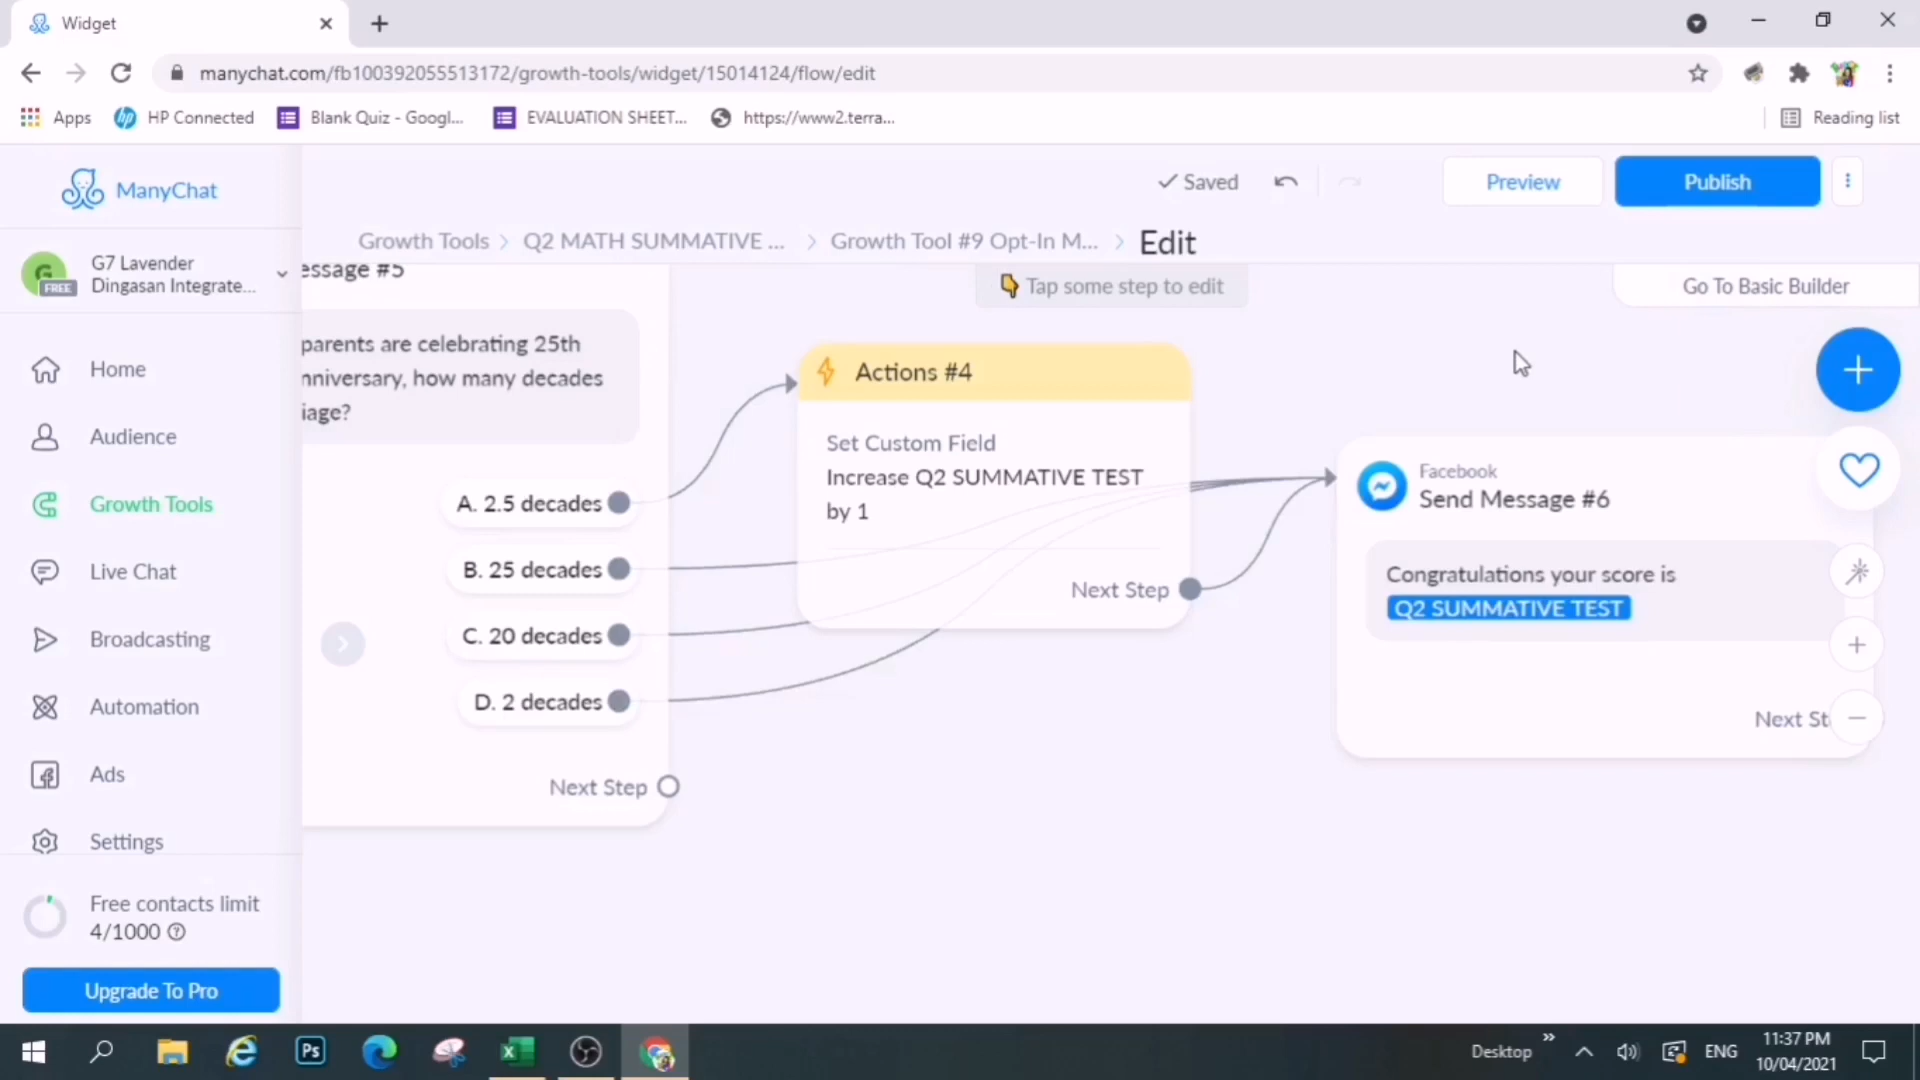 Widget
manychat.com/fb100392055513172/growth-tools/widget/15014124/flow/edit
Apps
HP Connected
Blank Quiz - Googl...
EVALUATION SHEET...
https://www2.terra...
Reading list
ManyChat
Saved
Preview
Publish
Growth Tools
Q2 MATH SUMMATIVE ...
Growth Tool #9 Opt-In M...
Edit
G
FREE
G7 Lavender
Dingasan Integrate...
Home
Audience
Growth Tools
Live Chat
Broadcasting
Automation
Ads
Settings
Free contacts limit
4/1000
Upgrade To Pro
Tap some step to edit
Go To Basic Builder
essage #5
parents are celebrating 25th
nniversary, how many decades
iage?
A. 2.5 decades
B. 25 decades
C. 20 decades
D. 2 decades
Next Step
Actions #4
Set Custom Field
Increase Q2 SUMMATIVE TEST
by 1
Next Step
Facebook
Send Message #6
Congratulations your score is
Q2 SUMMATIVE TEST
Next St
Ps
Desktop
ENG
11:37 PM
10/04/2021